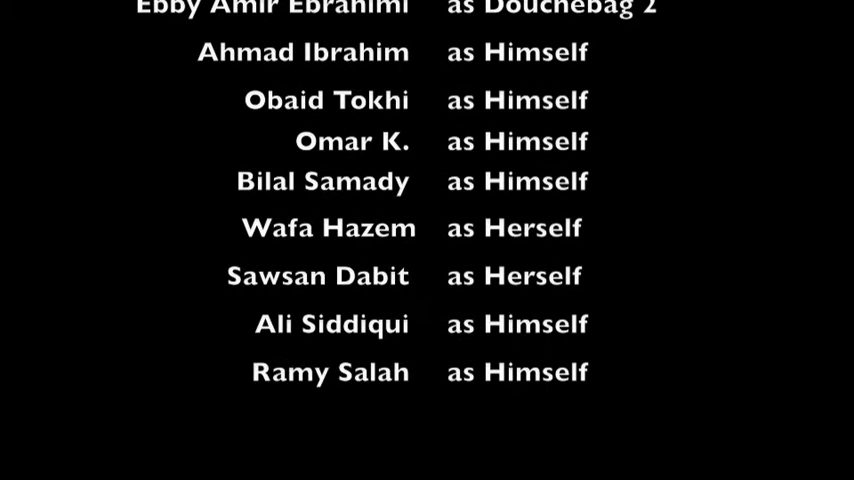 Ebby Amir Ebrahimi as Douchebag 2
Ahmad Ibrahim as Himself
Obaid Tokhi as Himself
Omar K. as Himself
Bilal Samady as Himself
Wafa Hazem as Herself
Sawsan Dabit as Herself
Ali Siddiqui as Himself
Ramy Salah as Himself